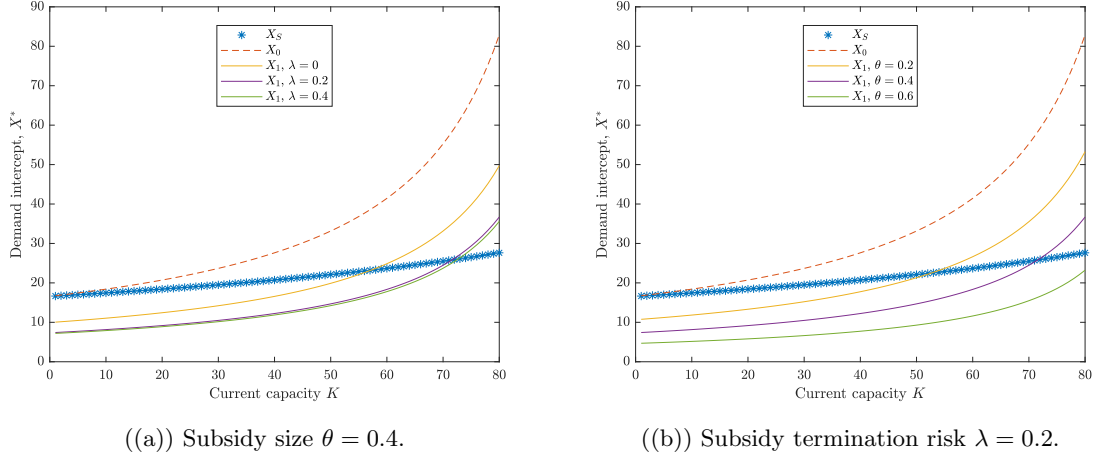 90
80
70
60
50
40
30
20
10
0
Demand intercept, X*
X_S
X_0
X_1, λ = 0
X_1, λ = 0.2
X_1, λ = 0.4
0 10 20 30 40 50 60 70 80
Current capacity K
((a)) Subsidy size θ = 0.4.
90
80
70
60
50
40
30
20
10
0
Demand intercept, X*
X_S
X_0
X_1, θ = 0.2
X_1, θ = 0.4
X_1, θ = 0.6
0 10 20 30 40 50 60 70 80
Current capacity K
((b)) Subsidy termination risk λ = 0.2.